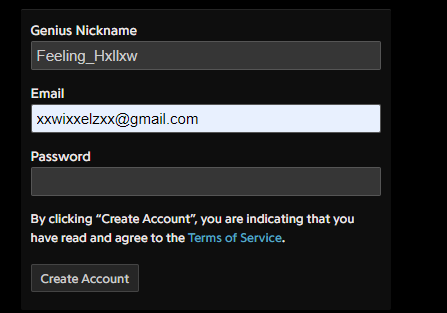 Genius Nickname
Feeling_Hxllxw
Email
xxwixxelzxx@gmail.com
Password
By clicking “Create Account”, you are indicating that you
have read and agree to the Terms of Service.
Create Account